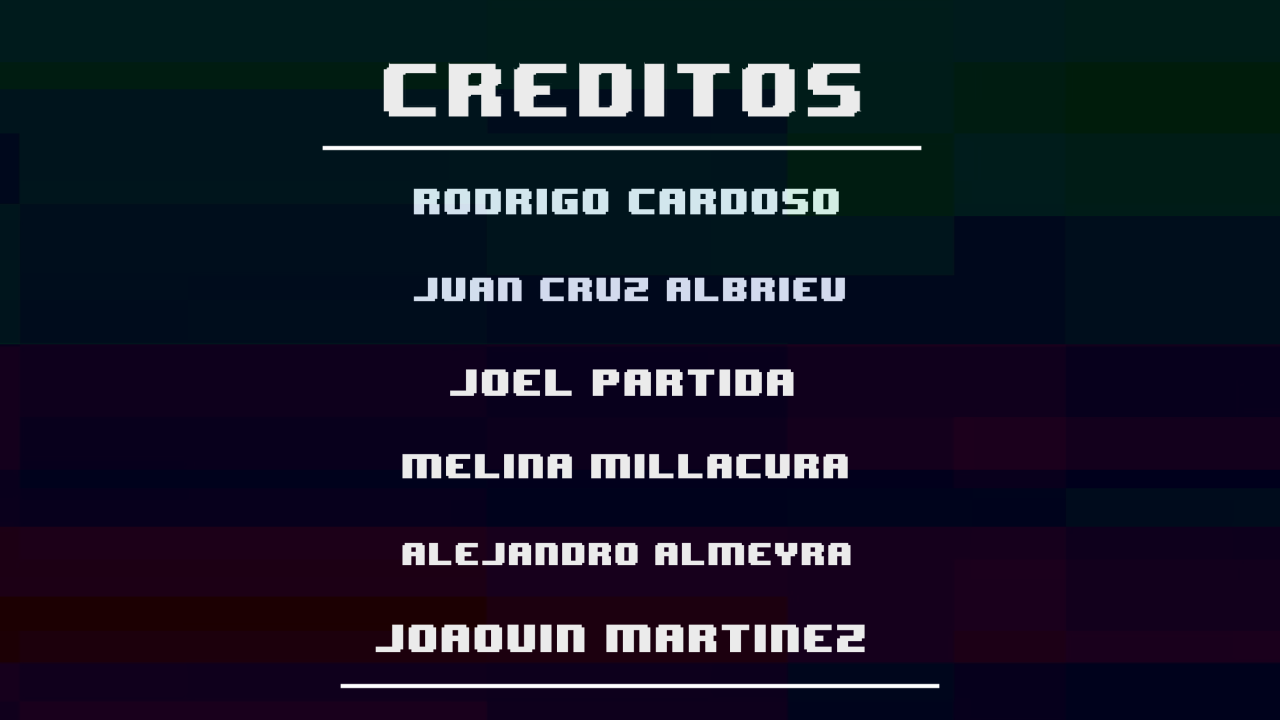 CREDITOS
RODRIGO CARDOSO
JUAN CRUZ ALBRIEU
JOEL PARTIDA
MELINA MILLACURA
ALEJANDRO ALMEYRA
JOAQUIN MARTINEZ